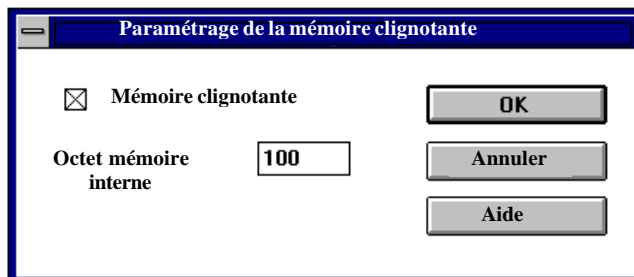 Paramétrage de la mémoire clignotante
Mémoire clignotante
OK
Octet mémoire
interne
100
Annuler
Aide